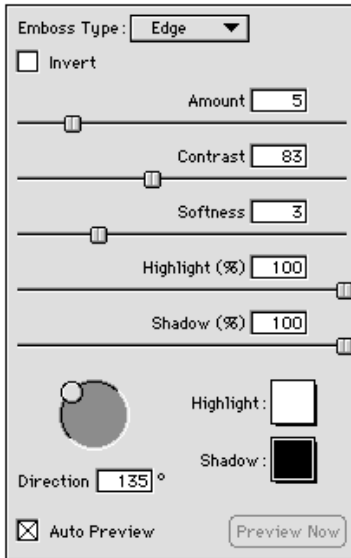 Emboss Type: Edge
Invert
Amount 5
Contrast 83
Softness 3
Highlight (%) 100
Shadow (%) 100
Highlight:
Shadow:
Direction 135 °
Auto Preview Preview Now